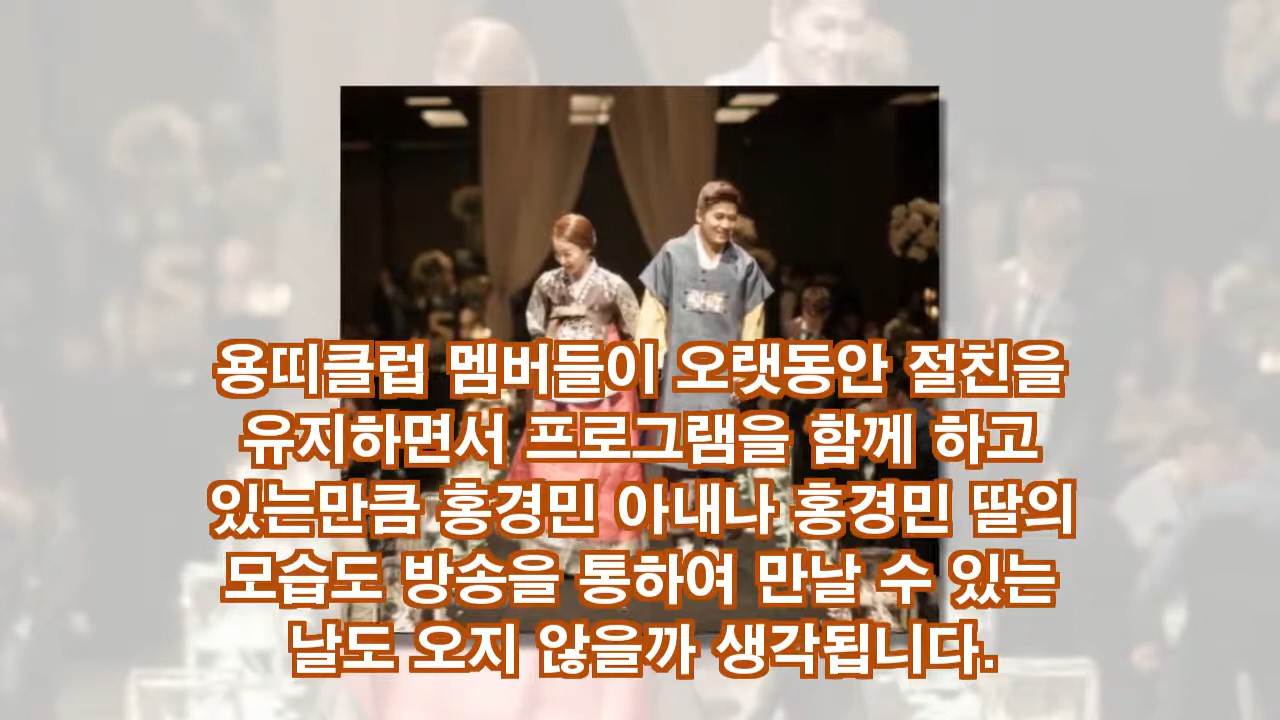 용띠클럽 멤버들이 오랫동안 절친을
유지하면서 프로그램을 함께 하고
있는만큼 홍경민 아내나 홍경민 딸의
모습도 방송을 통하여 만날 수 있는
날도 오지 않을까 생각됩니다.